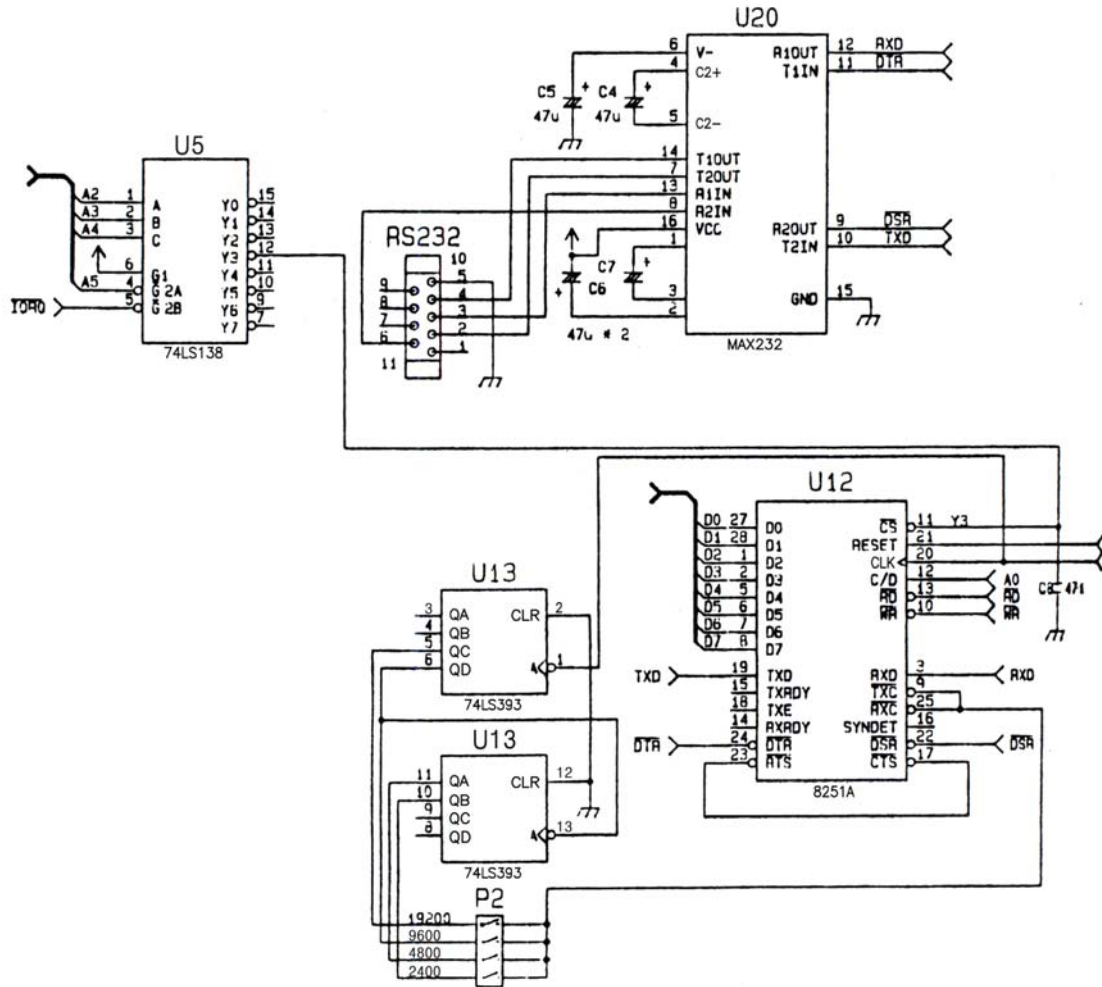 U20
6 V- R1OUT 12 RXD
4 C2+ T1IN 11 DTR
C5 + C4 +
47u 47u
5 C2-
U5
14 T1OUT
7 T2OUT
13 R1IN
8 R2IN
16 VCC
1
3
2
R2OUT 9 DSR
T2IN 10 TXD
GND 15
MAX232
A2 1 A Y0 15
A3 2 B Y1 14
A4 3 C Y2 13
Y3 12
6 G1 Y4 11
A5 4 G2A Y5 10
IORQ 5 G2B Y6 9
Y7 7
74LS138
RS232
10
5
9 4
8 3
7 2
6 1
11
C7 +
C6 +
47u * 2
U12
D0 27 D0 CS 11 Y3
D1 28 D1 RESET 21
D2 1 D2 CLK 20
D3 2 D3 C/D 12 A0
D4 5 D4 RD 13 RD
D5 6 D5 WR 10 WR
D6 7 D6
D7 8 D7
C8
TXD 19 TXD RXD 3 RXD
15 TXRDY TXC 9
18 TXE RXC 25
14 RXRDY SYNDET 16
DTR 24 DTR DSR 22 DSR
23 RTS CTS 17
8251A
U13
3 QA CLR 2
4 QB
5 QC
6 QD A 1
74LS393
U13
11 QA CLR 12
10 QB
9 QC
8 QD A 13
74LS393
P2
19200
9600
4800
2400